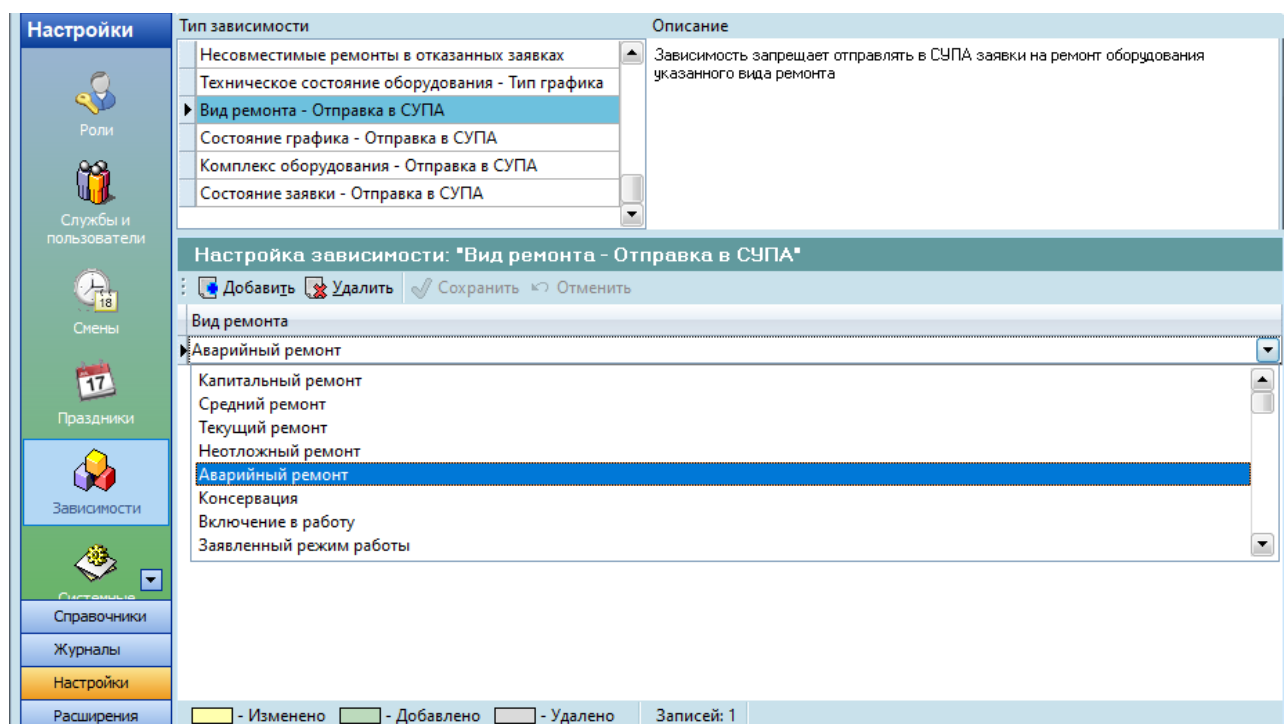 Настройки
Роли
Службы и
пользователи
18
Смены
17
Праздники
Зависимости
Системные
Справочники
Журналы
Настройки
Расширения
Тип зависимости
Несовместимые ремонты в отказанных заявках
Техническое состояние оборудования - Тип графика
Вид ремонта - Отправка в СУПА
Состояние графика - Отправка в СУПА
Комплекс оборудования - Отправка в СУПА
Состояние заявки - Отправка в СУПА
Описание
Зависимость запрещает отправлять в СУПА заявки на ремонт оборудования
указанного вида ремонта
Настройка зависимости: "Вид ремонта - Отправка в СУПА"
Добавить Удалить Сохранить Отменить
Вид ремонта
Аварийный ремонт
Капитальный ремонт
Средний ремонт
Текущий ремонт
Неотложный ремонт
Аварийный ремонт
Консервация
Включение в работу
Заявленный режим работы
- Изменено - Добавлено - Удалено Записей: 1